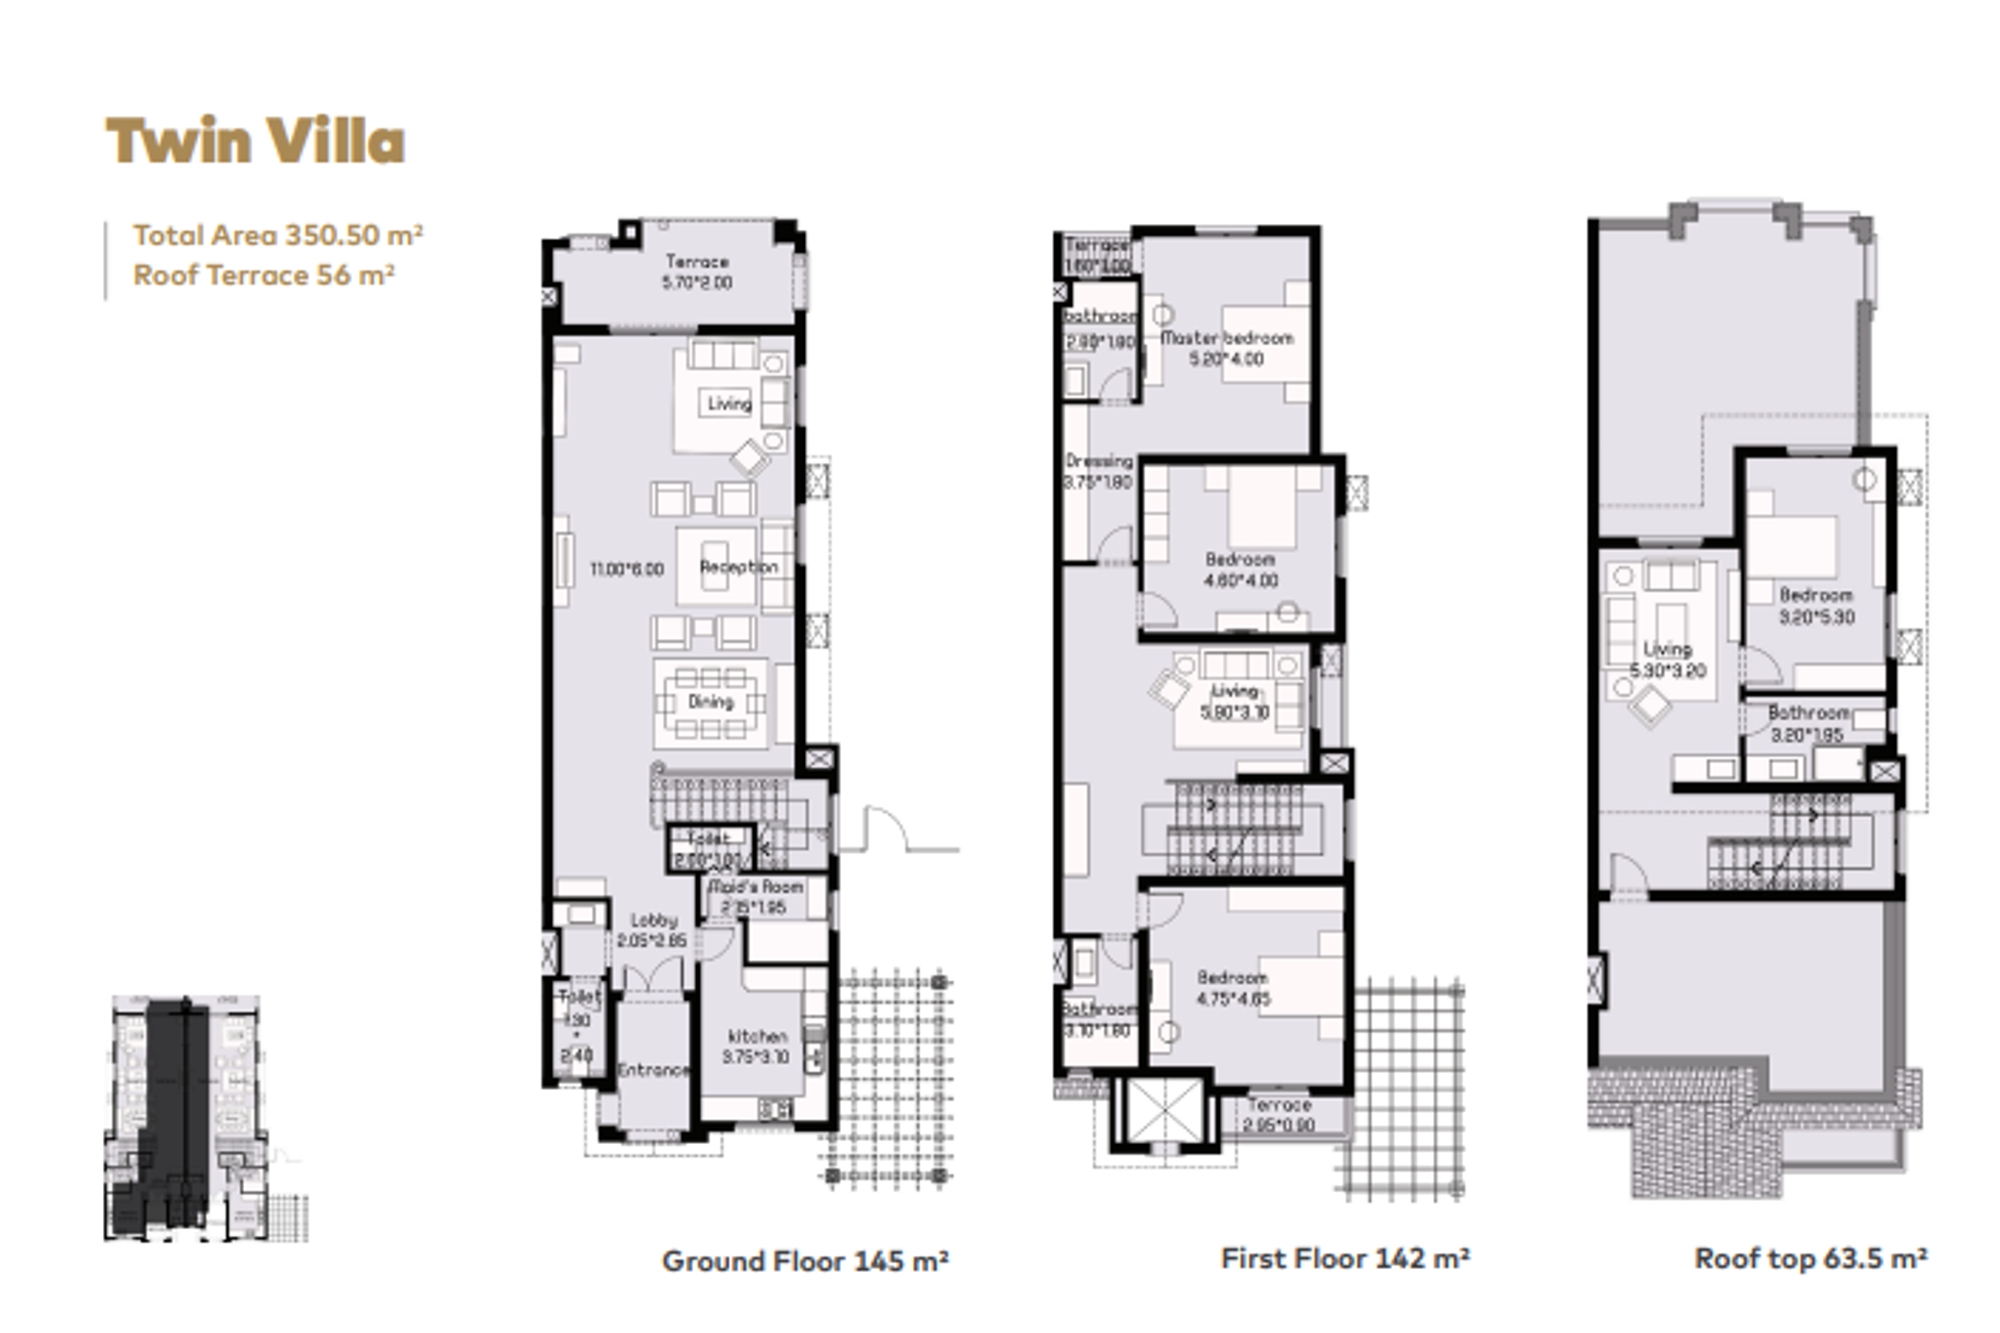 Twin Villa
Total Area 350.50 m²
Roof Terrace 56 m²
Terrace
5.70*2.00
Living
11.00*6.00
Reception
Dining
Toilet
2.00*1.00
Maid's Room
2.15*1.95
Lobby
2.05*2.85
Toilet
1.30
*
2.40
Entrance
kitchen
3.75*3.10
Ground Floor 145 m²
Terrace
1.60*1.00
bathroom
2.80*1.80
Master bedroom
5.20*4.00
Dressing
3.75*1.80
Bedroom
4.60*4.00
Living
5.80*3.10
Bedroom
4.75*4.65
Bathroom
3.10*1.80
Terrace
2.95*0.90
First Floor 142 m²
Bedroom
3.20*5.30
Living
5.30*3.20
Bathroom
3.20*1.95
Roof top 63.5 m²